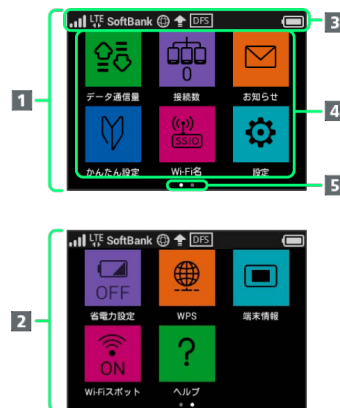 LTE SoftBank DFS
3
1
0
データ通信量 接続数 お知らせ
4
SSID
かんたん設定 Wi-Fi名 設定
5
LTE SoftBank DFS
OFF
省電力設定 WPS 端末情報
2
ON ?
Wi-Fiスポット ヘルプ